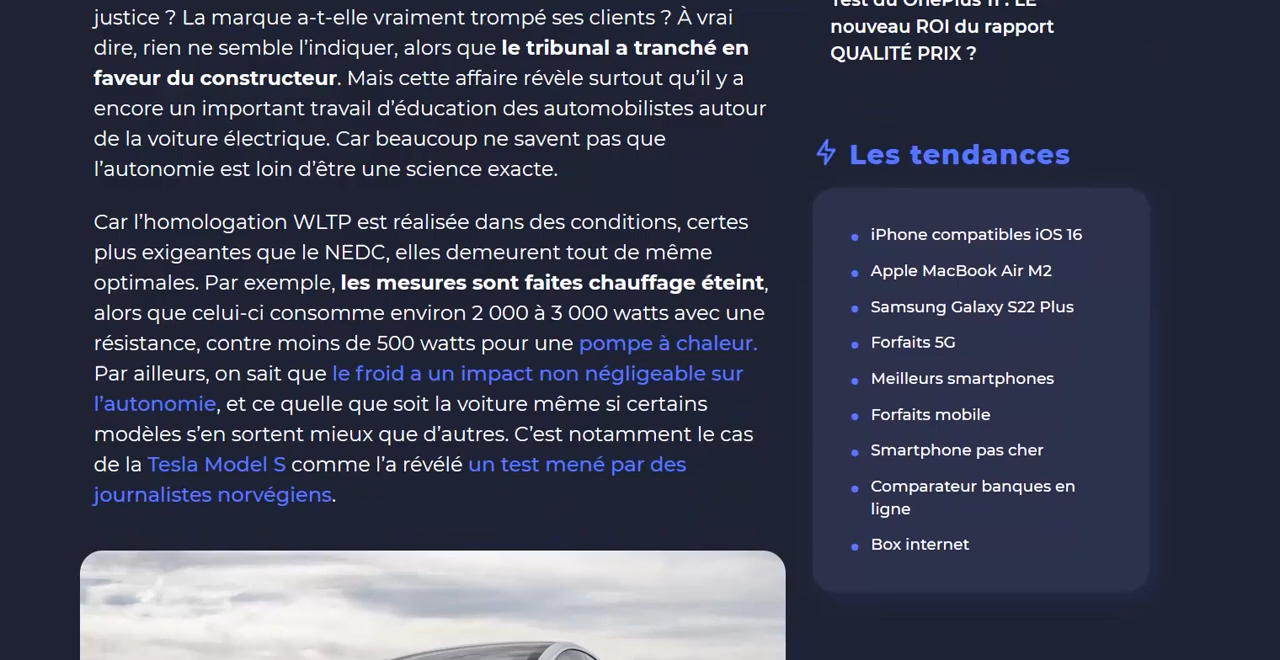 justice ? La marque a-t-elle vraiment trompé ses clients ? À vrai
dire, rien ne semble l’indiquer, alors que le tribunal a tranché en
faveur du constructeur. Mais cette affaire révèle surtout qu’il y a
encore un important travail d’éducation des automobilistes autour
de la voiture électrique. Car beaucoup ne savent pas que
l’autonomie est loin d’être une science exacte.
Car l’homologation WLTP est réalisée dans des conditions, certes
plus exigeantes que le NEDC, elles demeurent tout de même
optimales. Par exemple, les mesures sont faites chauffage éteint,
alors que celui-ci consomme environ 2 000 à 3 000 watts avec une
résistance, contre moins de 500 watts pour une pompe à chaleur.
Par ailleurs, on sait que le froid a un impact non négligeable sur
l’autonomie, et ce quelle que soit la voiture même si certains
modèles s’en sortent mieux que d’autres. C’est notamment le cas
de la Tesla Model S comme l’a révélé un test mené par des
journalistes norvégiens.
Test du OnePlus 11 : LE
nouveau ROI du rapport
QUALITÉ PRIX ?
Les tendances
iPhone compatibles iOS 16
Apple MacBook Air M2
Samsung Galaxy S22 Plus
Forfaits 5G
Meilleurs smartphones
Forfaits mobile
Smartphone pas cher
Comparateur banques en
ligne
Box internet